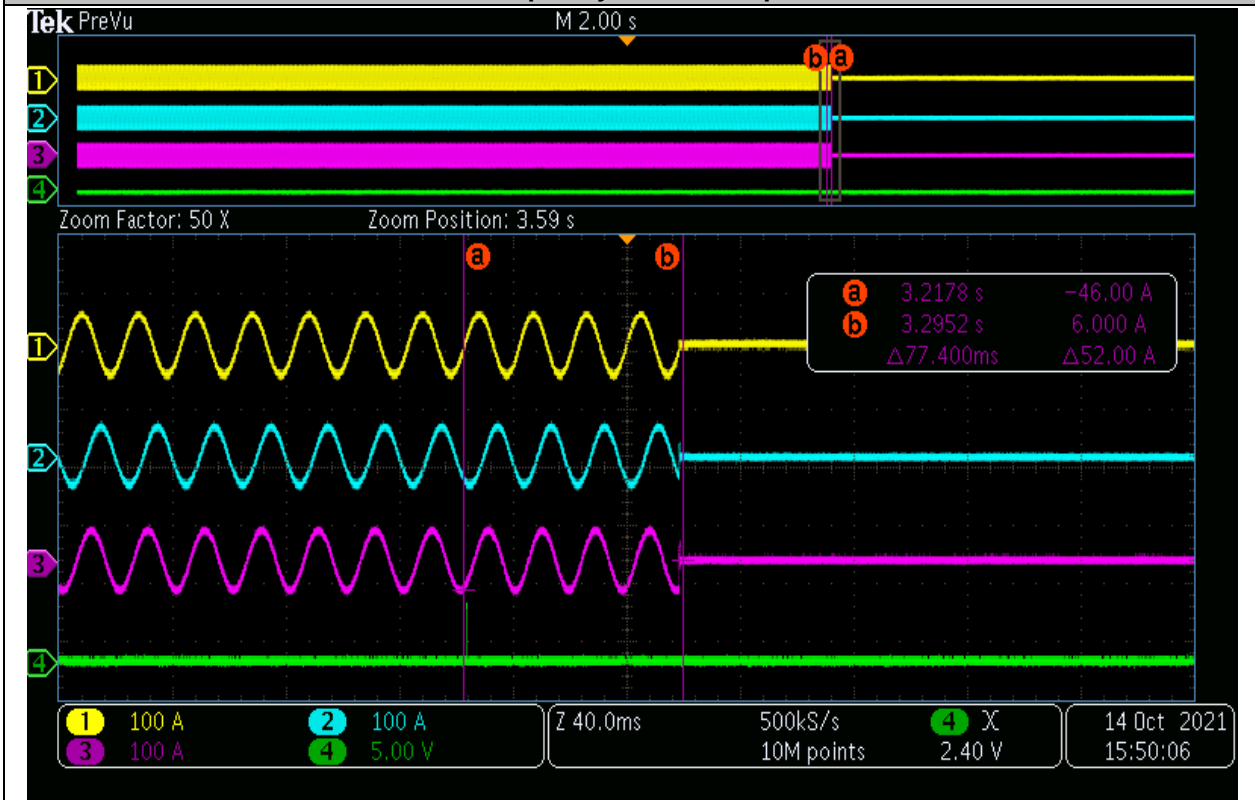 Tek PreVu M 2.00 s
b a
1
2
3
4
Zoom Factor: 50 X Zoom Position: 3.59 s
a b
a 3.2178 s −46.00 A
b 3.2952 s 6.000 A
△77.400ms △52.00 A
1
2
3
4
1 100 A 2 100 A Z 40.0ms 500kS/s 4 14 Oct 2021
3 100 A 4 5.00 V 10M points 2.40 V 15:50:06